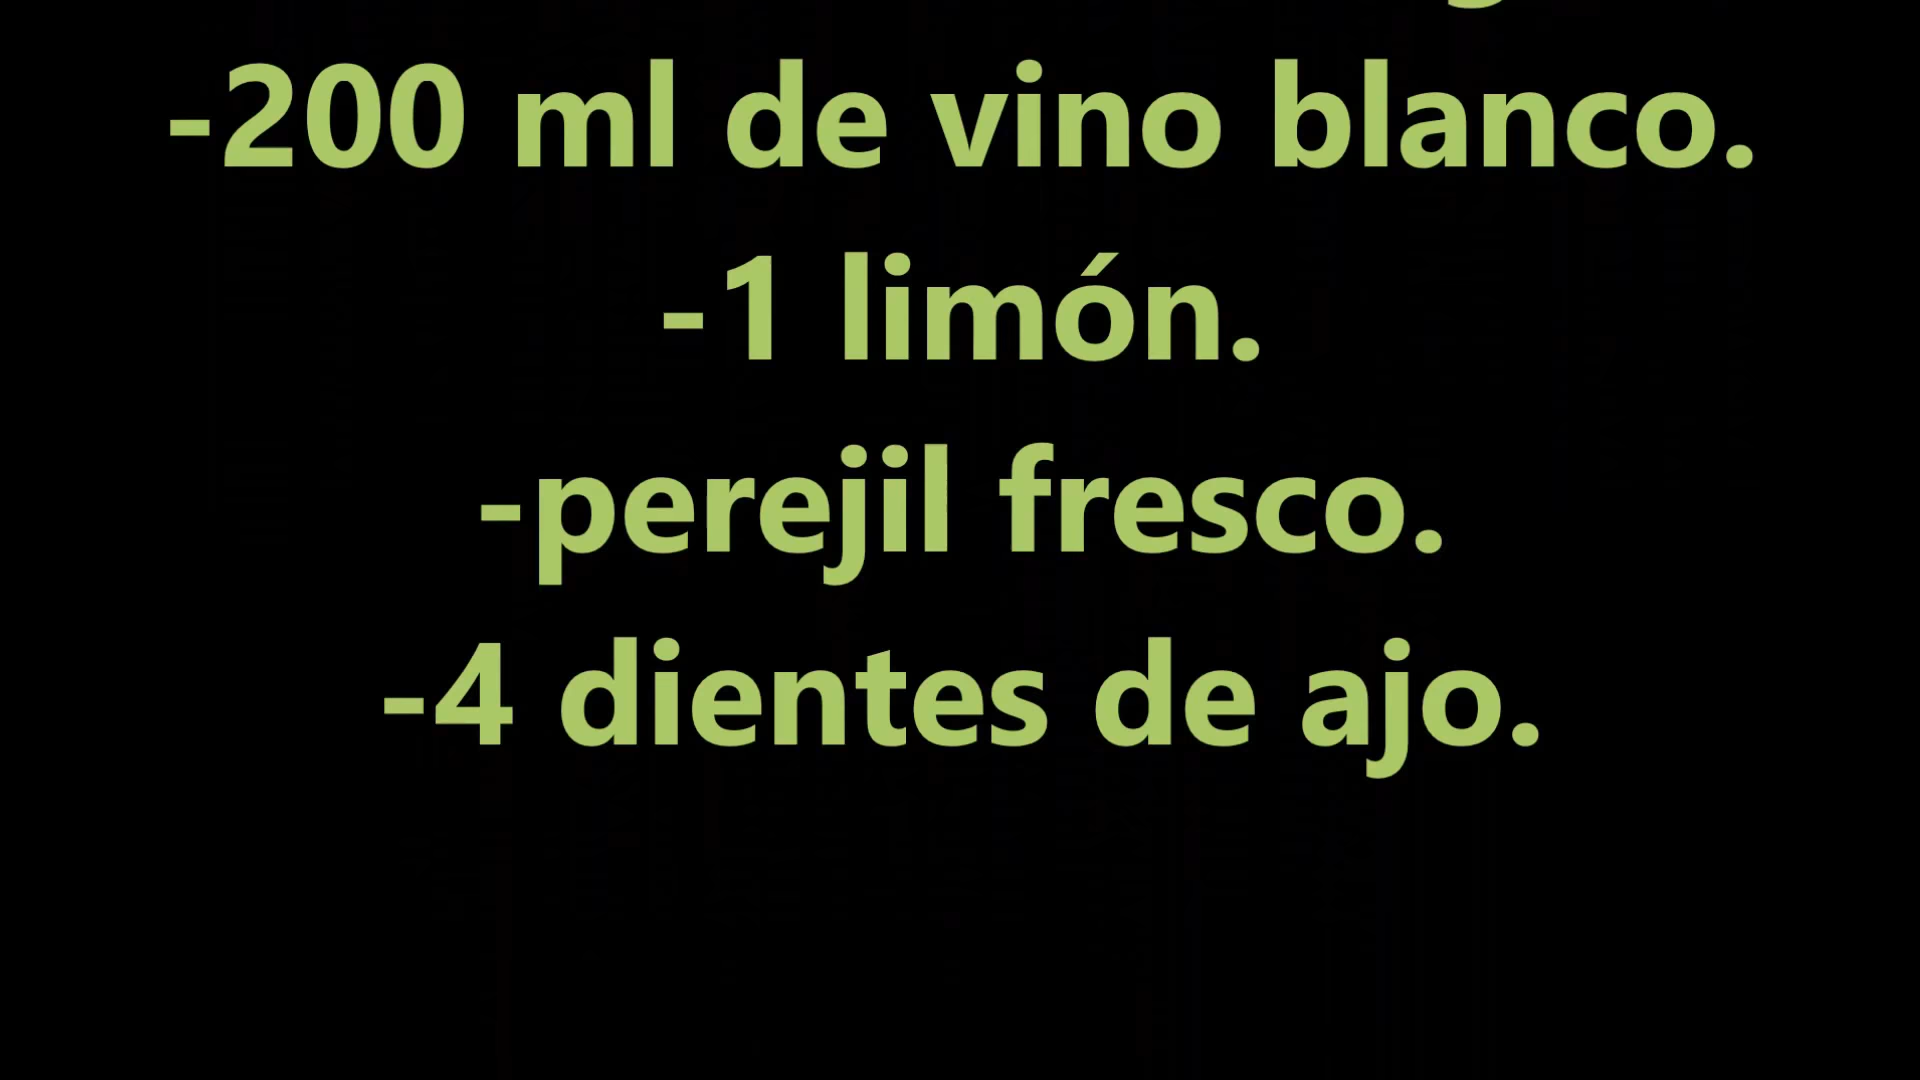 -200 ml de vino blanco.
-1 limón.
-perejil fresco.
-4 dientes de ajo.